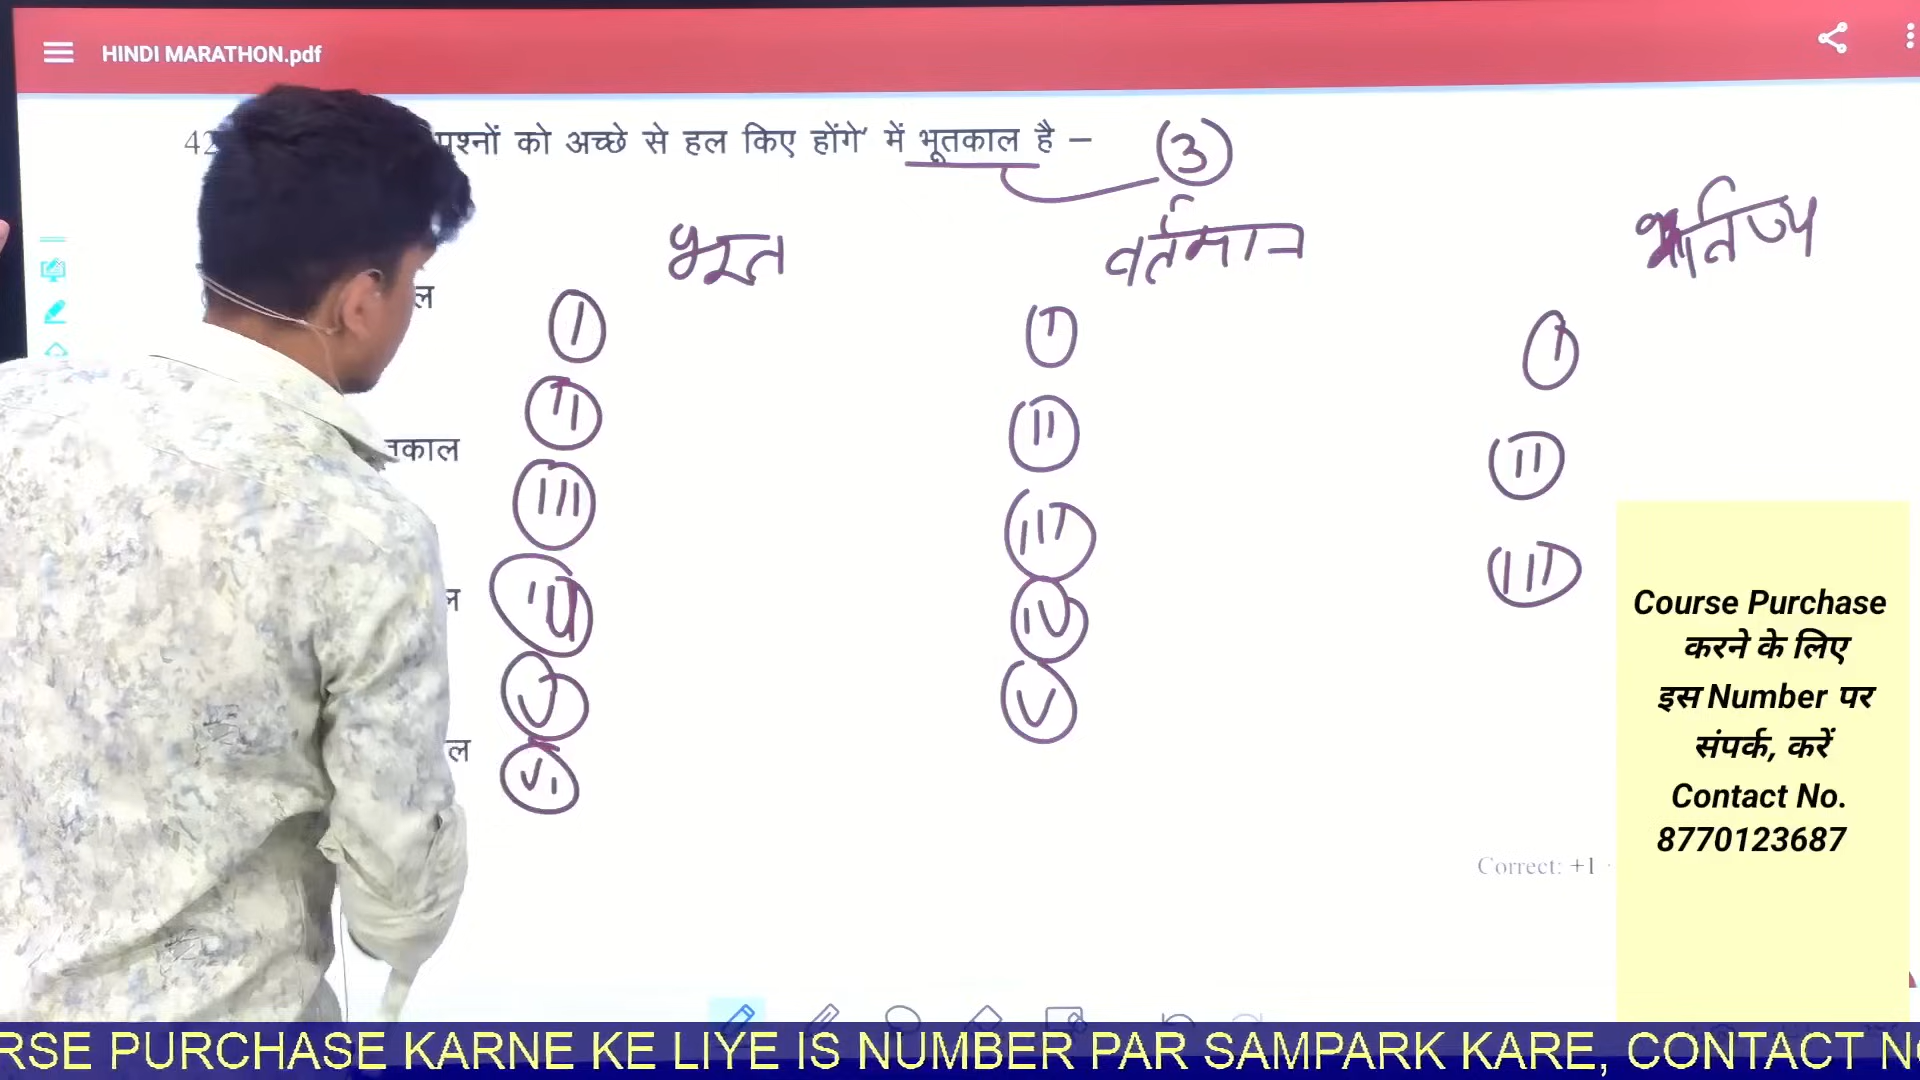 HINDI MARATHON.pdf
42 प्रश्नों को अच्छे से हल किए होंगे' में भूतकाल है – (3)
भूत वर्तमान भविष्य
ल
I I I
II II II
तकाल
III III III
ल IV IV
V V
ल VI
Correct: +1
Course Purchase
करने के लिए
इस Number पर
संपर्क, करें
Contact No.
8770123687
RSE PURCHASE KARNE KE LIYE IS NUMBER PAR SAMPARK KARE, CONTACT N